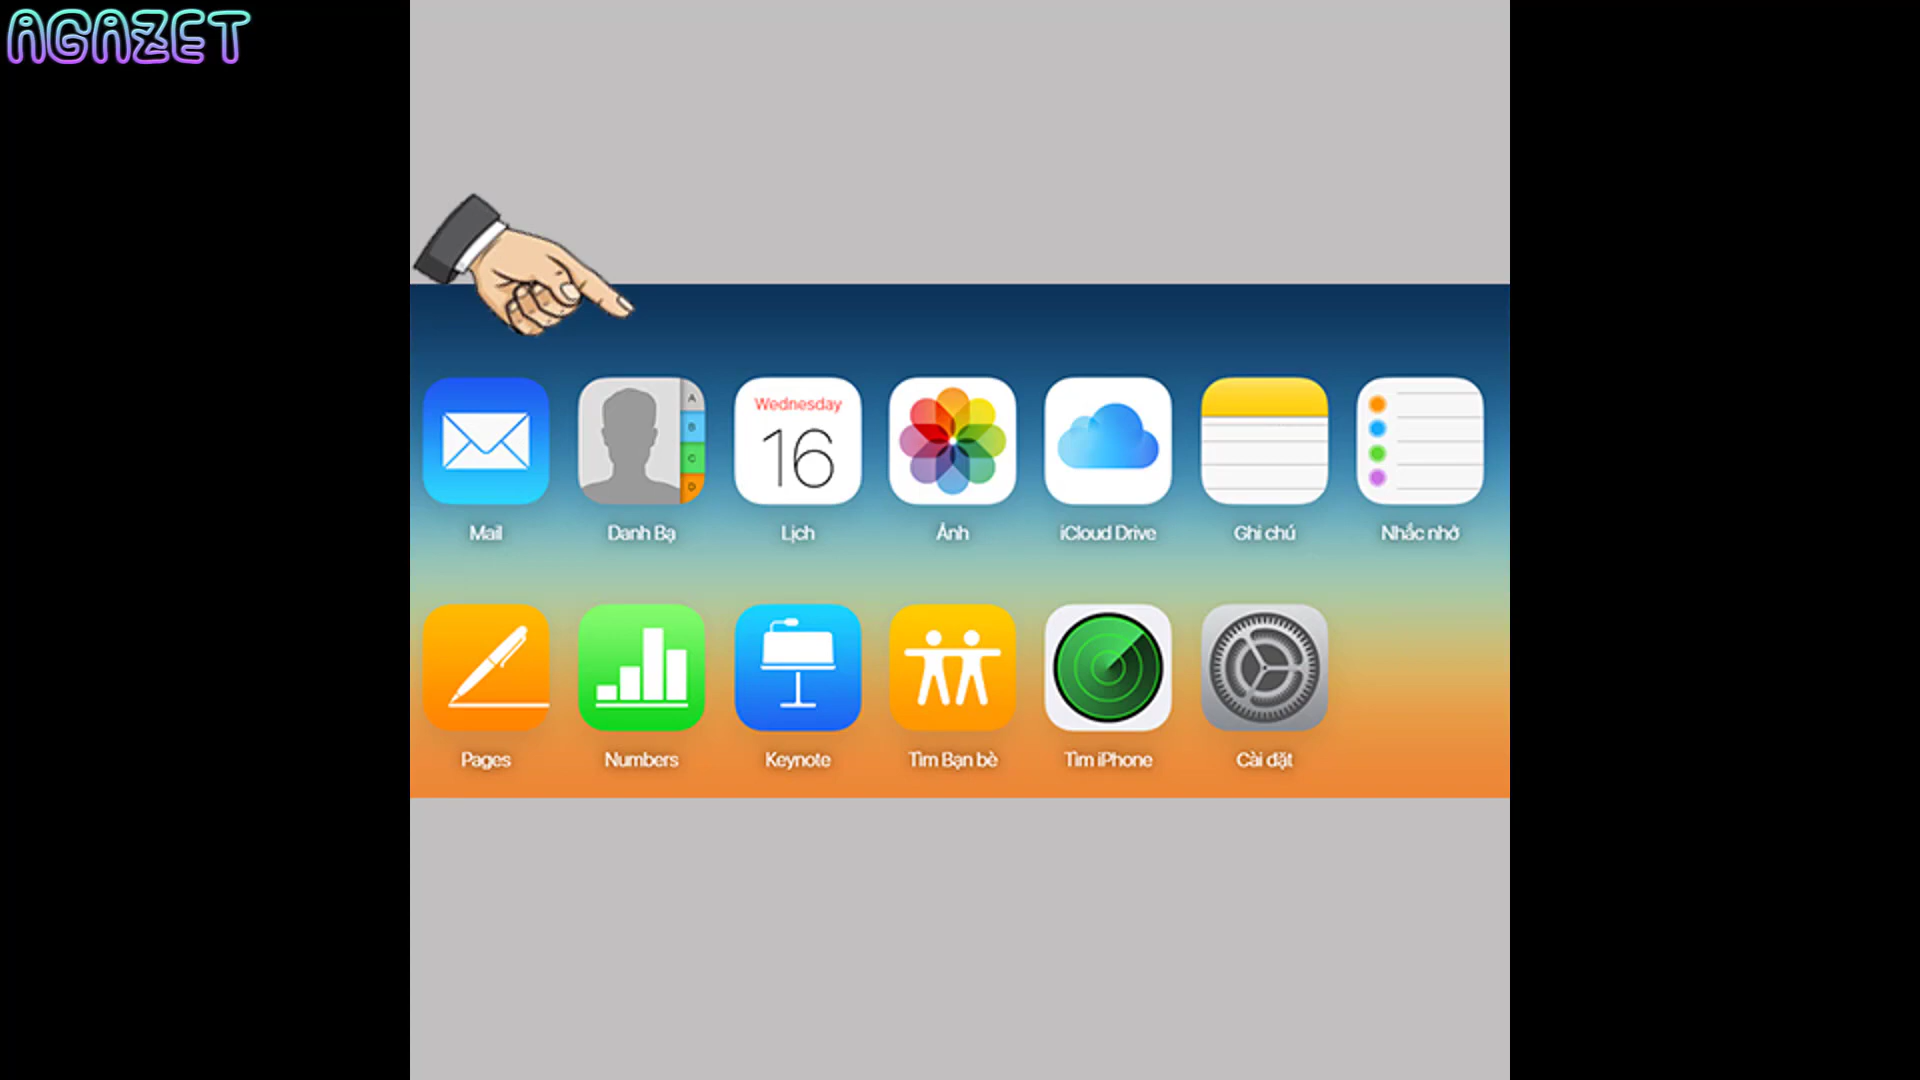 AGAZET
A
B
C
D
Wednesday
16
Mail
Danh Bạ
Lịch
Ảnh
iCloud Drive
Ghi chú
Nhắc nhở
Pages
Numbers
Keynote
Tìm Bạn bè
Tìm iPhone
Cài đặt